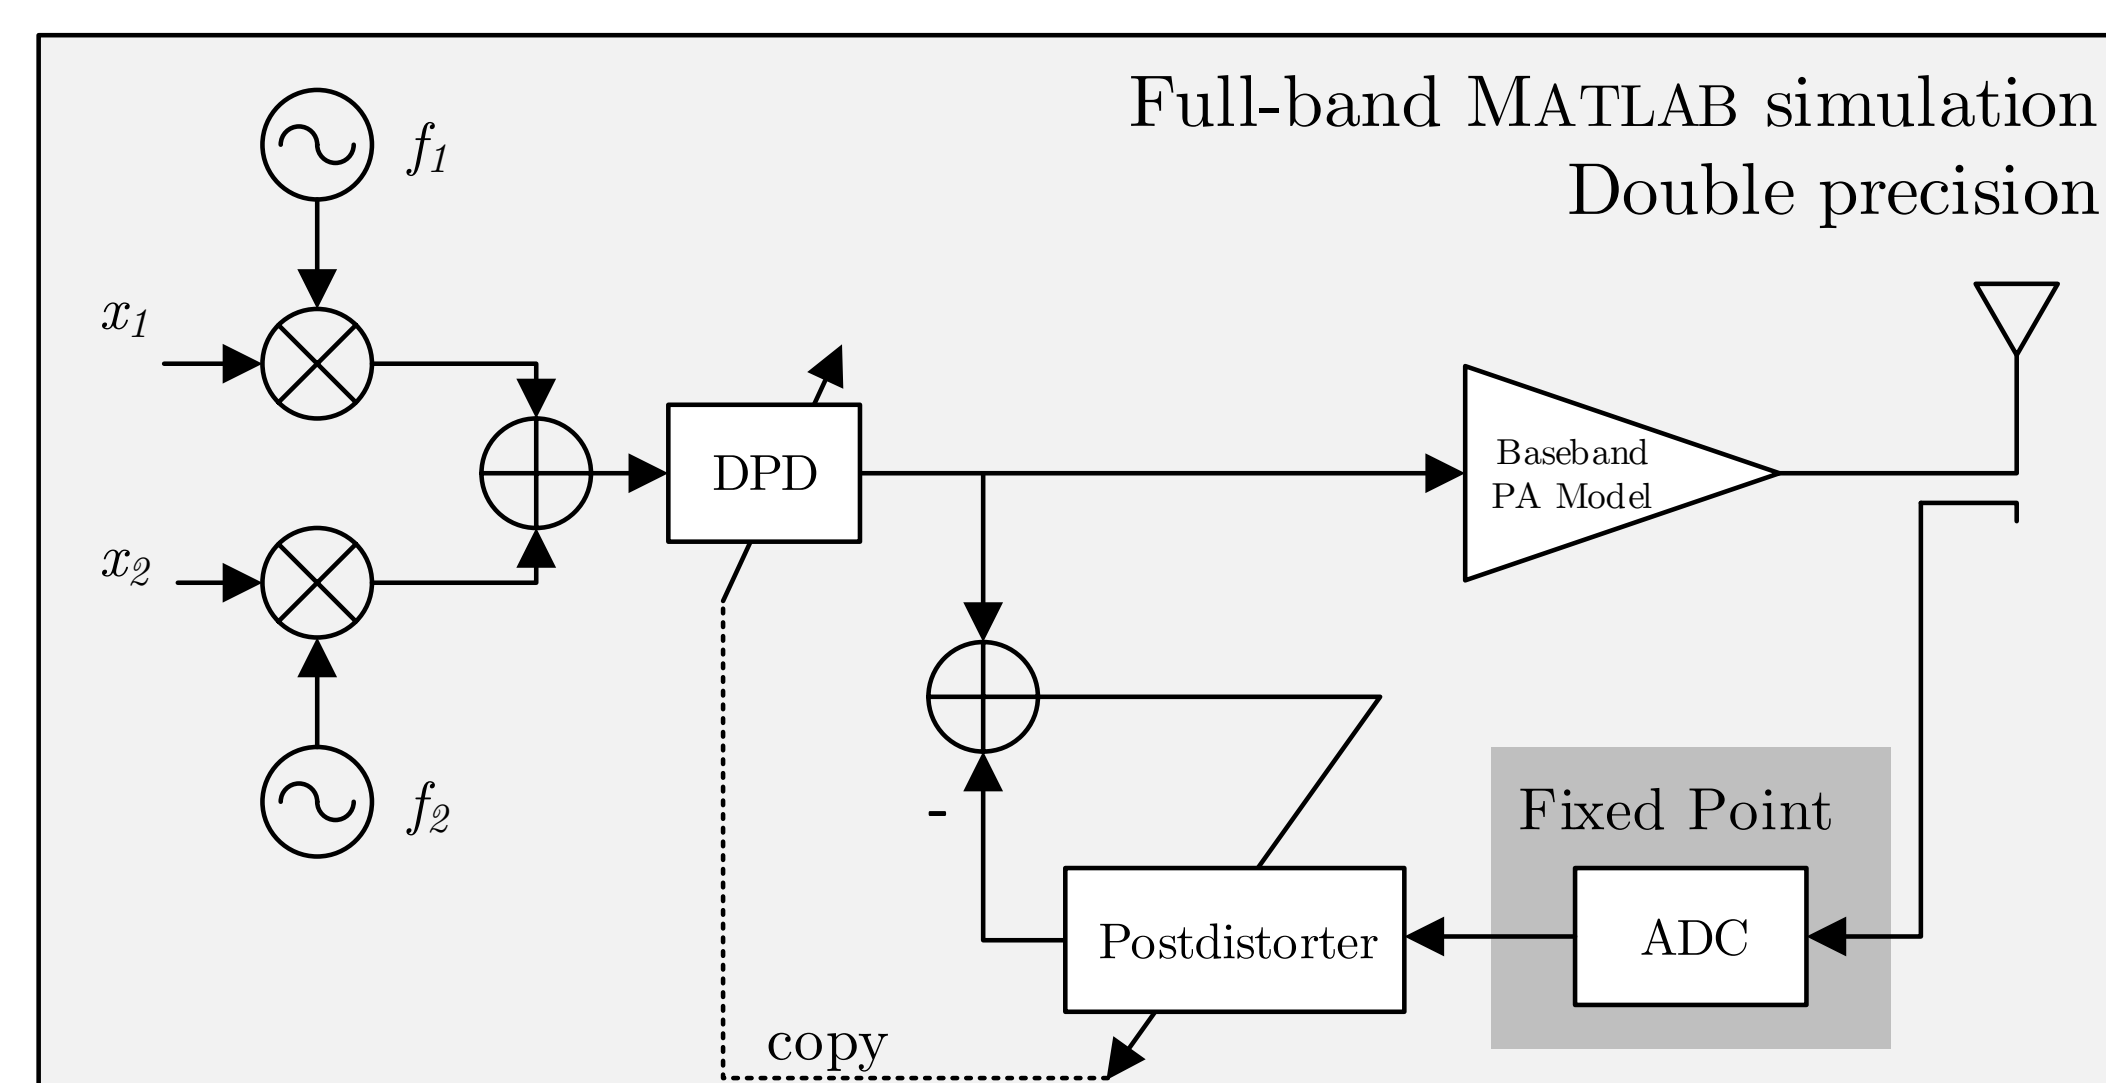 Full-band MATLAB simulation
Double precision
f1
x1
DPD
Baseband
PA Model
x2
f2
-
Fixed Point
Postdistorter
ADC
copy